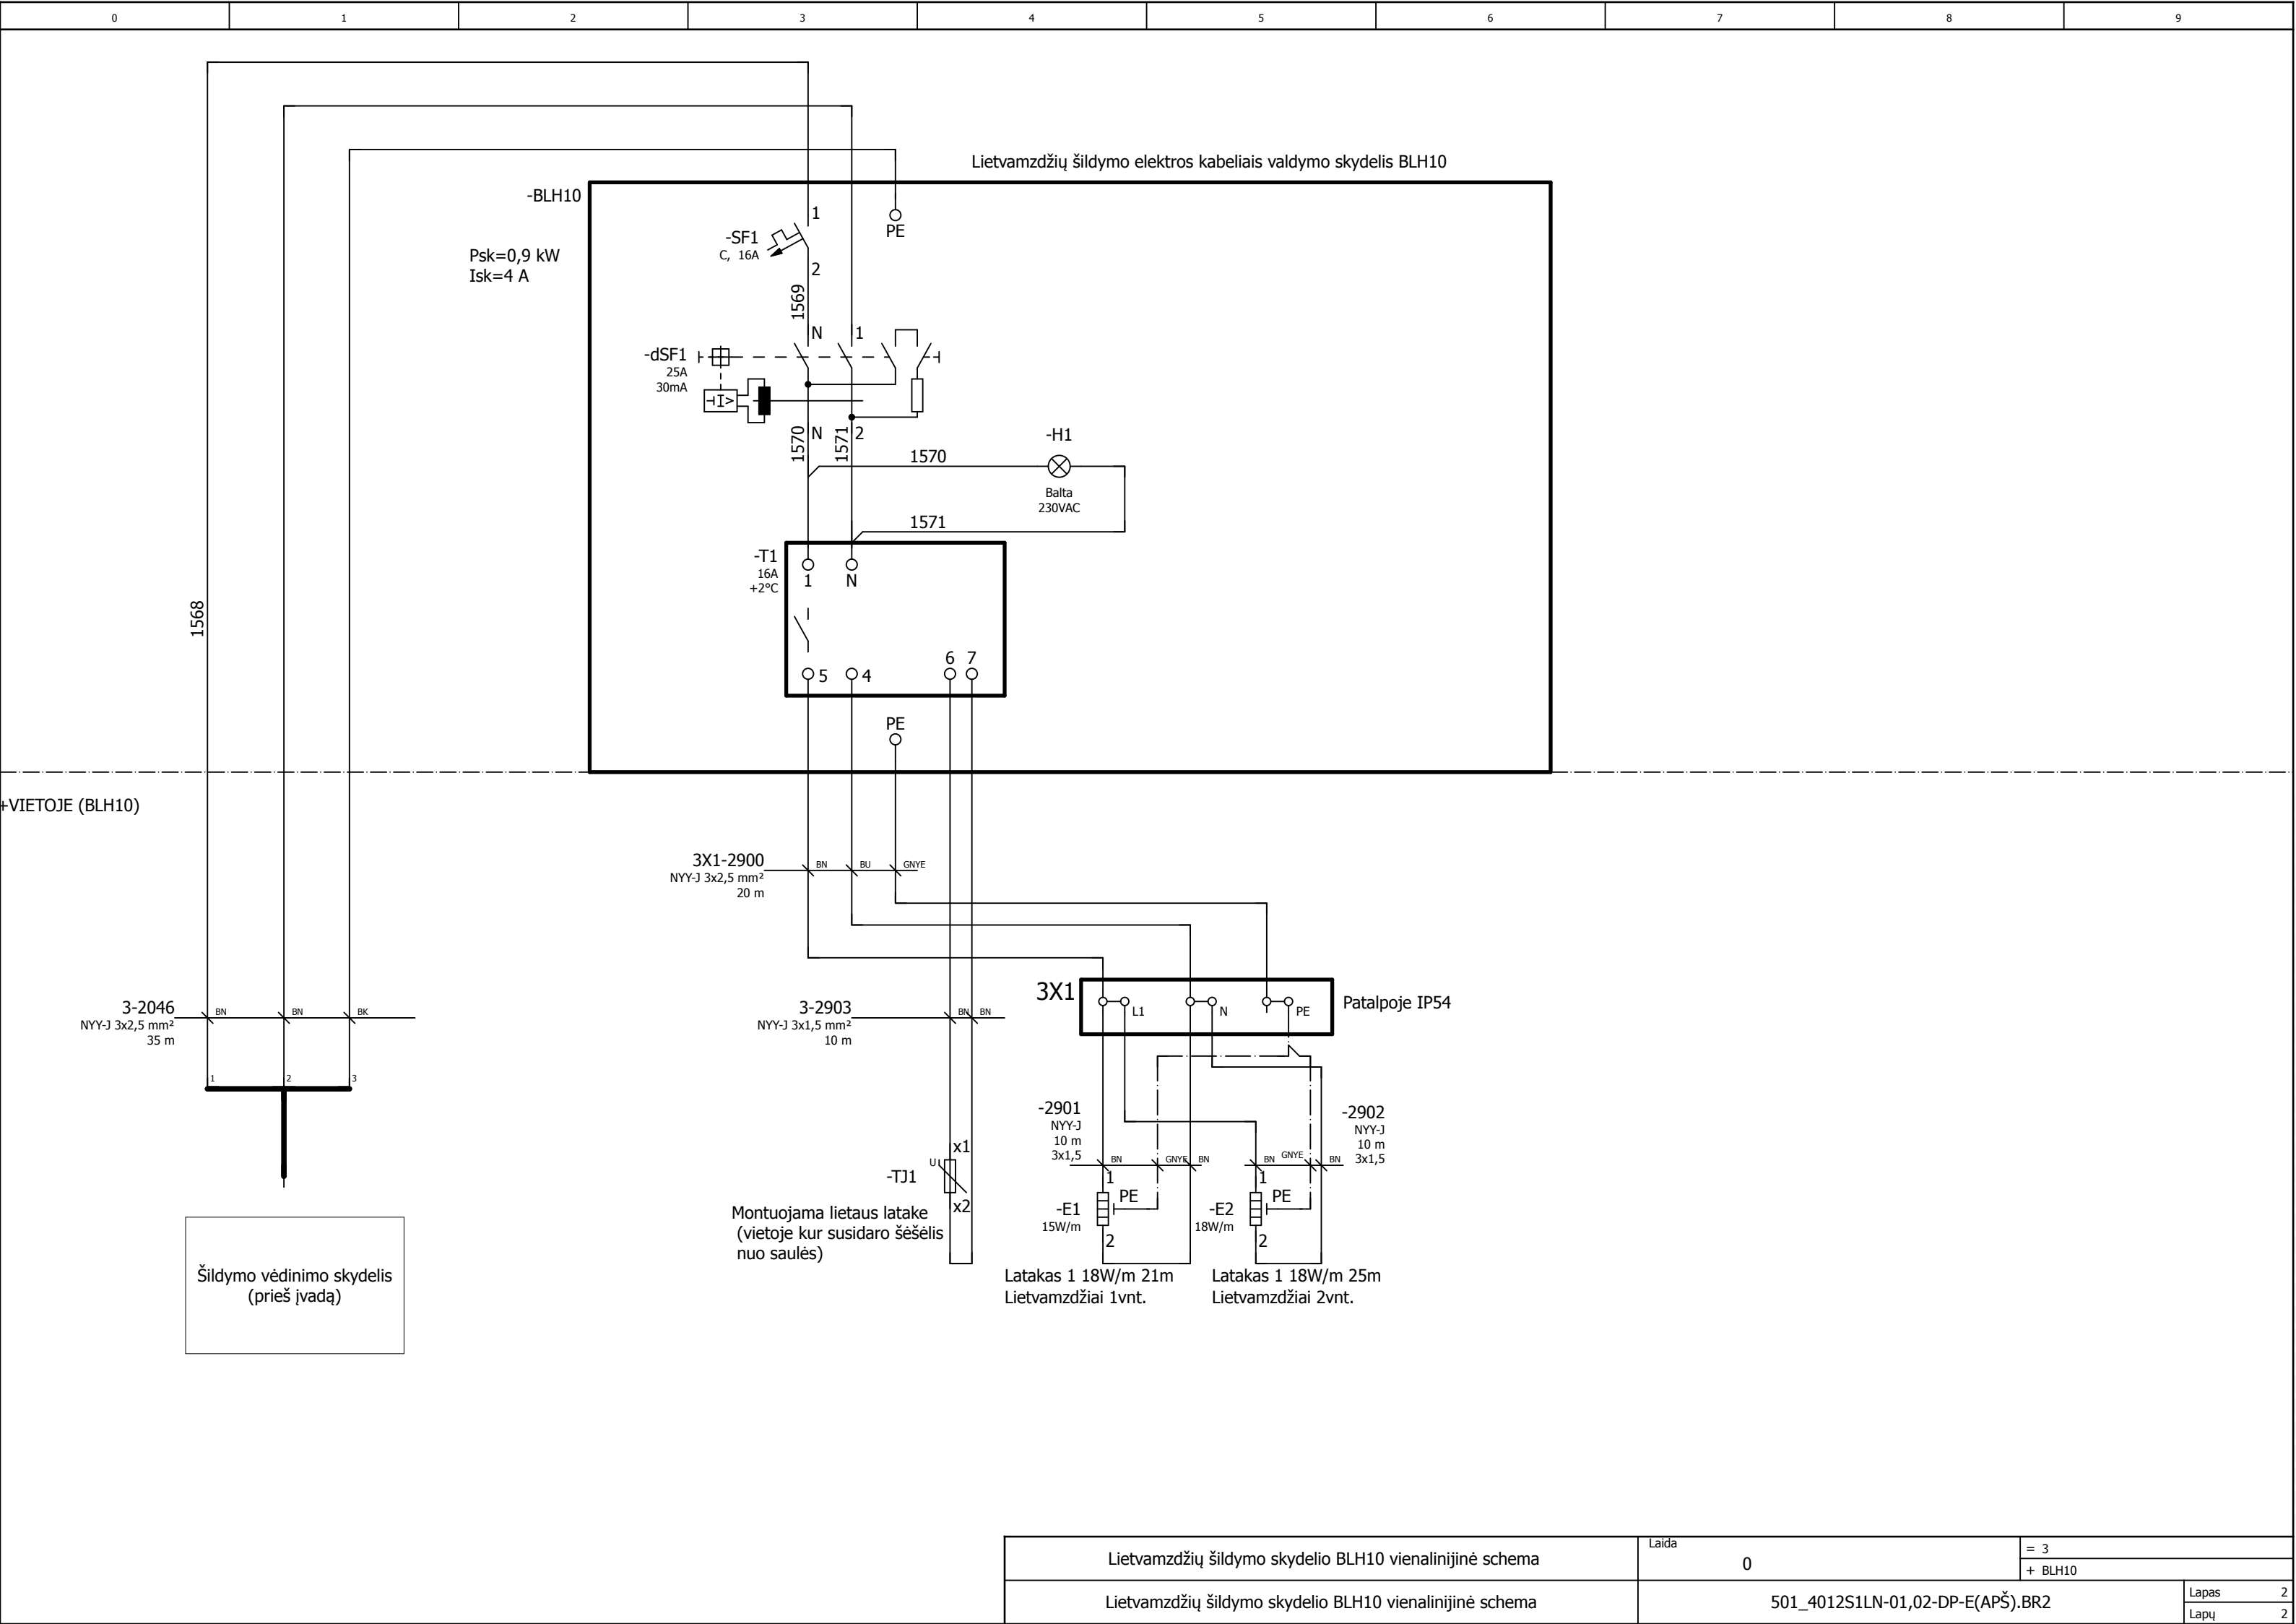 0 1 2 3 4 5 6 7 8 9
Lietvamzdžių šildymo elektros kabeliais valdymo skydelis BLH10
-BLH10
Psk=0,9 kW
Isk=4 A
1
-SF1
C, 16A
2
PE
1569
N
1
-dSF1
25A
30mA
I>
1570
N
1571
2
-H1
1570
Balta
230VAC
1571
-T1
16A
+2°C
1
N
1568
5
4
6
7
PE
+VIETOJE (BLH10)
3X1-2900
NYY-J 3x2,5 mm²
20 m
BN
BU
GNYE
3-2046
NYY-J 3x2,5 mm²
35 m
BN
BN
BK
1
2
3
3-2903
NYY-J 3x1,5 mm²
10 m
BN
BN
3X1
L1
N
PE
Patalpoje IP54
-2901
NYY-J
10 m
3x1,5
BN
GNYE
BN
-2902
NYY-J
10 m
3x1,5
BN
GNYE
BN
x1
U
-TJ1
x2
Montuojama lietaus latake
(vietoje kur susidaro šėšėlis
nuo saulės)
1
PE
-E1
15W/m
2
1
PE
-E2
18W/m
2
Latakas 1 18W/m 21m
Lietvamzdžiai 1vnt.
Latakas 1 18W/m 25m
Lietvamzdžiai 2vnt.
Šildymo vėdinimo skydelis
(prieš įvadą)
Lietvamzdžių šildymo skydelio BLH10 vienalinijinė schema
Laida
0
= 3
+ BLH10
Lietvamzdžių šildymo skydelio BLH10 vienalinijinė schema
501_4012S1LN-01,02-DP-E(APŠ).BR2
Lapas 2
Lapų 2